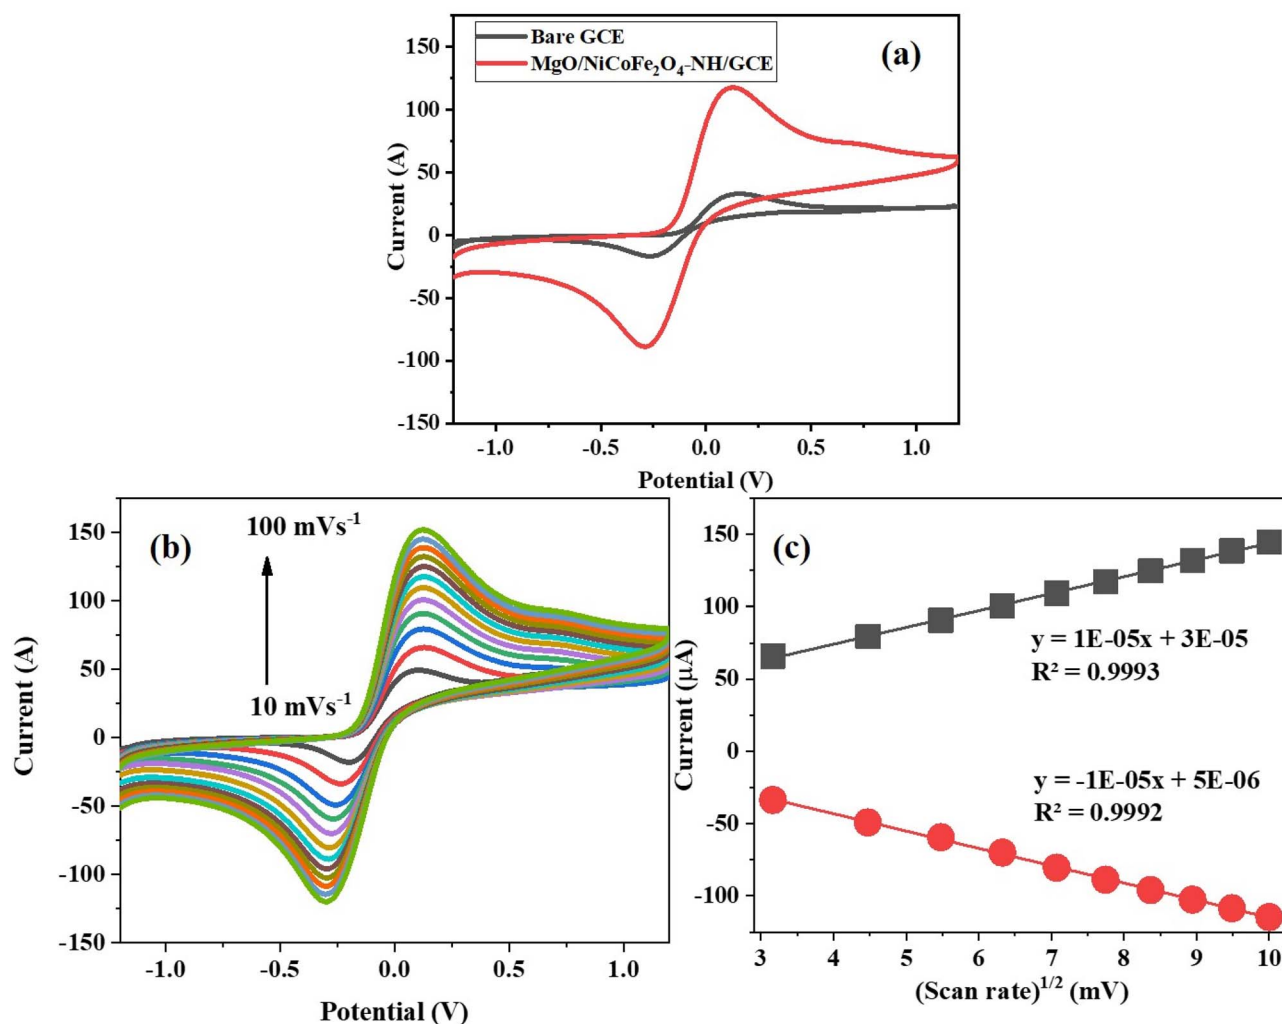 Bare GCE
MgO/NiCoFe₂O₄-NH/GCE
(a)
150
100
50
0
-50
-100
-150
Current (A)
-1.0 -0.5 0.0 0.5 1.0
Potential (V)
(b)
100 mVs⁻¹
10 mVs⁻¹
150
100
50
0
-50
-100
-150
Current (A)
-1.0 -0.5 0.0 0.5 1.0
Potential (V)
(c)
150
100
50
0
-50
-100
Current (µA)
y = 1E-05x + 3E-05
R² = 0.9993
y = -1E-05x + 5E-06
R² = 0.9992
3 4 5 6 7 8 9 10
(Scan rate)¹ᐟ² (mV)